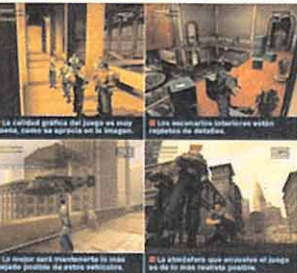 La calidad gráfica del juego es muy
buena, como se aprecia en la imagen.
Los escenarios interiores están
repletos de detalles.
Lo mejor será mantenerte lo más
alejado posible de estos vehículos.
La atmósfera que envuelve el juego
es de lo más realista posible.